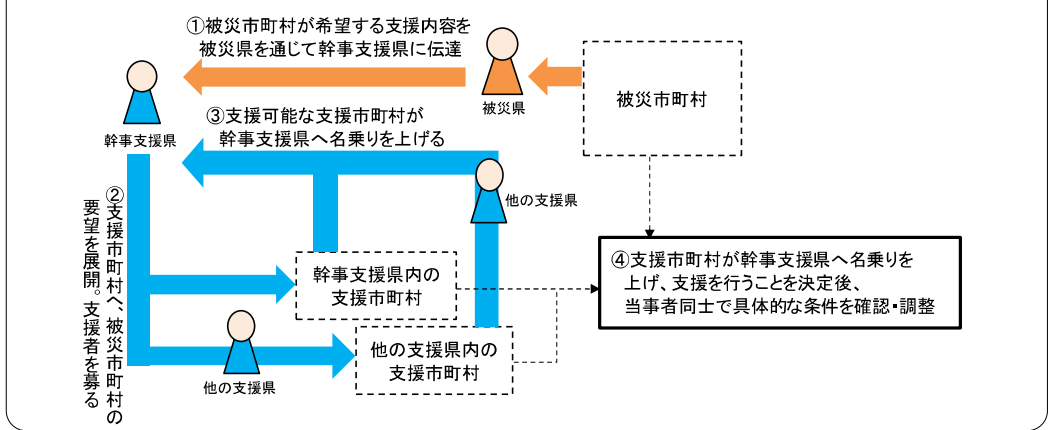 ①被災市町村が希望する支援内容を
被災県を通じて幹事支援県に伝達
被災県
被災市町村
幹事支援県
③支援可能な支援市町村が
幹事支援県へ名乗りを上げる
他の支援県
②支援市町村へ、被災市町村の
要望を展開。支援者を募る
幹事支援県内の
支援市町村
④支援市町村が幹事支援県へ名乗りを
上げ、支援を行うことを決定後、
当事者同士で具体的な条件を確認・調整
他の支援県
他の支援県内の
支援市町村